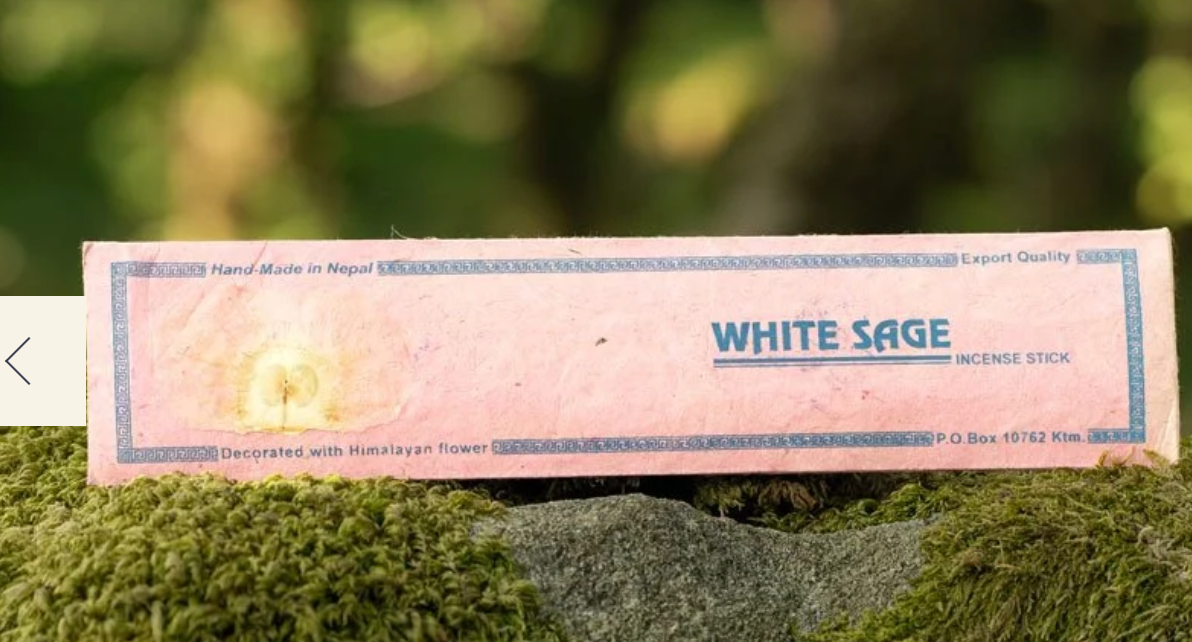 Hand-Made in Nepal
Export Quality
WHITE SAGE
INCENSE STICK
Decorated with Himalayan flower
P.O.Box 10762 Ktm.